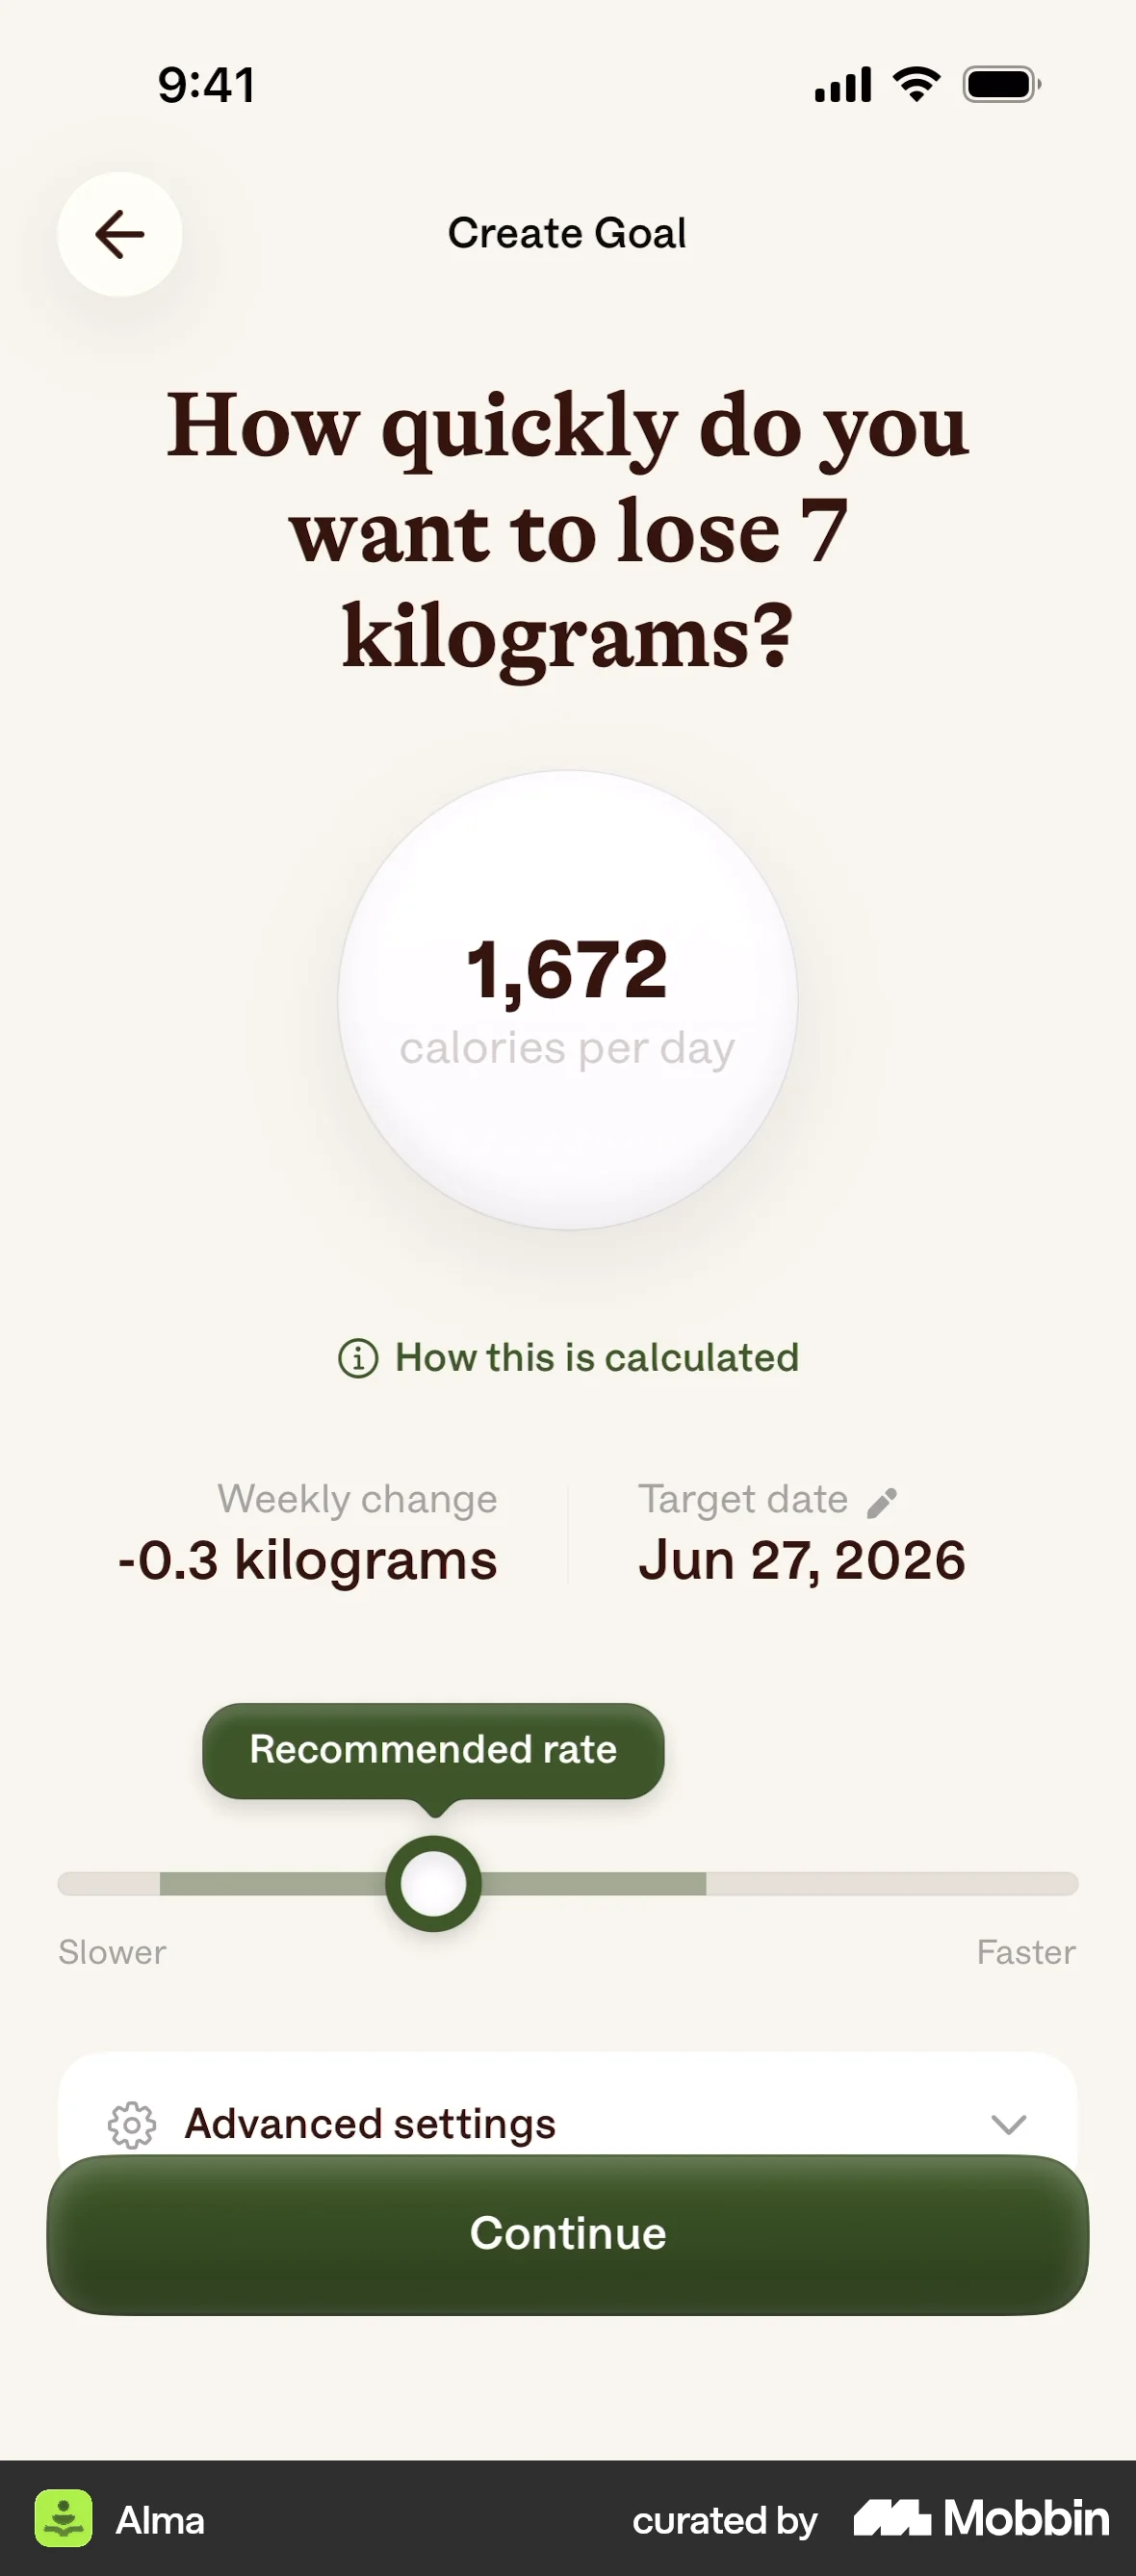 9:41
Create Goal
How quickly do you
want to lose 7
kilograms?
1,672
calories per day
How this is calculated
Weekly change
-0.3 kilograms
Target date
Jun 27, 2026
Recommended rate
Slower
Faster
Advanced settings
Continue
Alma
curated by
Mobbin